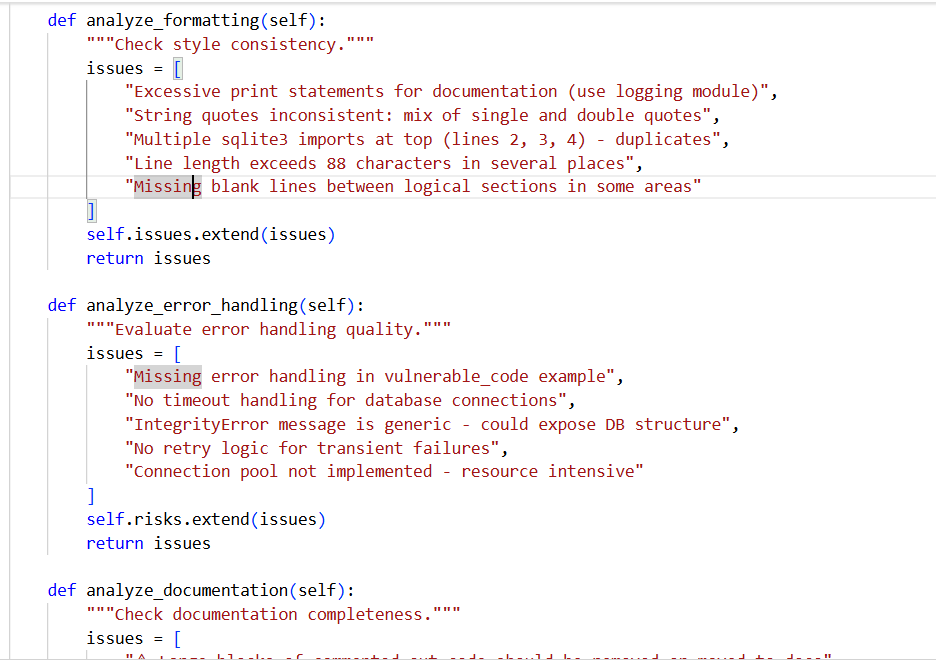 def analyze_formatting(self):
"""Check style consistency."""
issues = [
"Excessive print statements for documentation (use logging module)",
"String quotes inconsistent: mix of single and double quotes",
"Multiple sqlite3 imports at top (lines 2, 3, 4) - duplicates",
"Line length exceeds 88 characters in several places",
"Missing blank lines between logical sections in some areas"
]
self.issues.extend(issues)
return issues
def analyze_error_handling(self):
"""Evaluate error handling quality."""
issues = [
"Missing error handling in vulnerable_code example",
"No timeout handling for database connections",
"IntegrityError message is generic - could expose DB structure",
"No retry logic for transient failures",
"Connection pool not implemented - resource intensive"
]
self.risks.extend(issues)
return issues
def analyze_documentation(self):
"""Check documentation completeness."""
issues = [